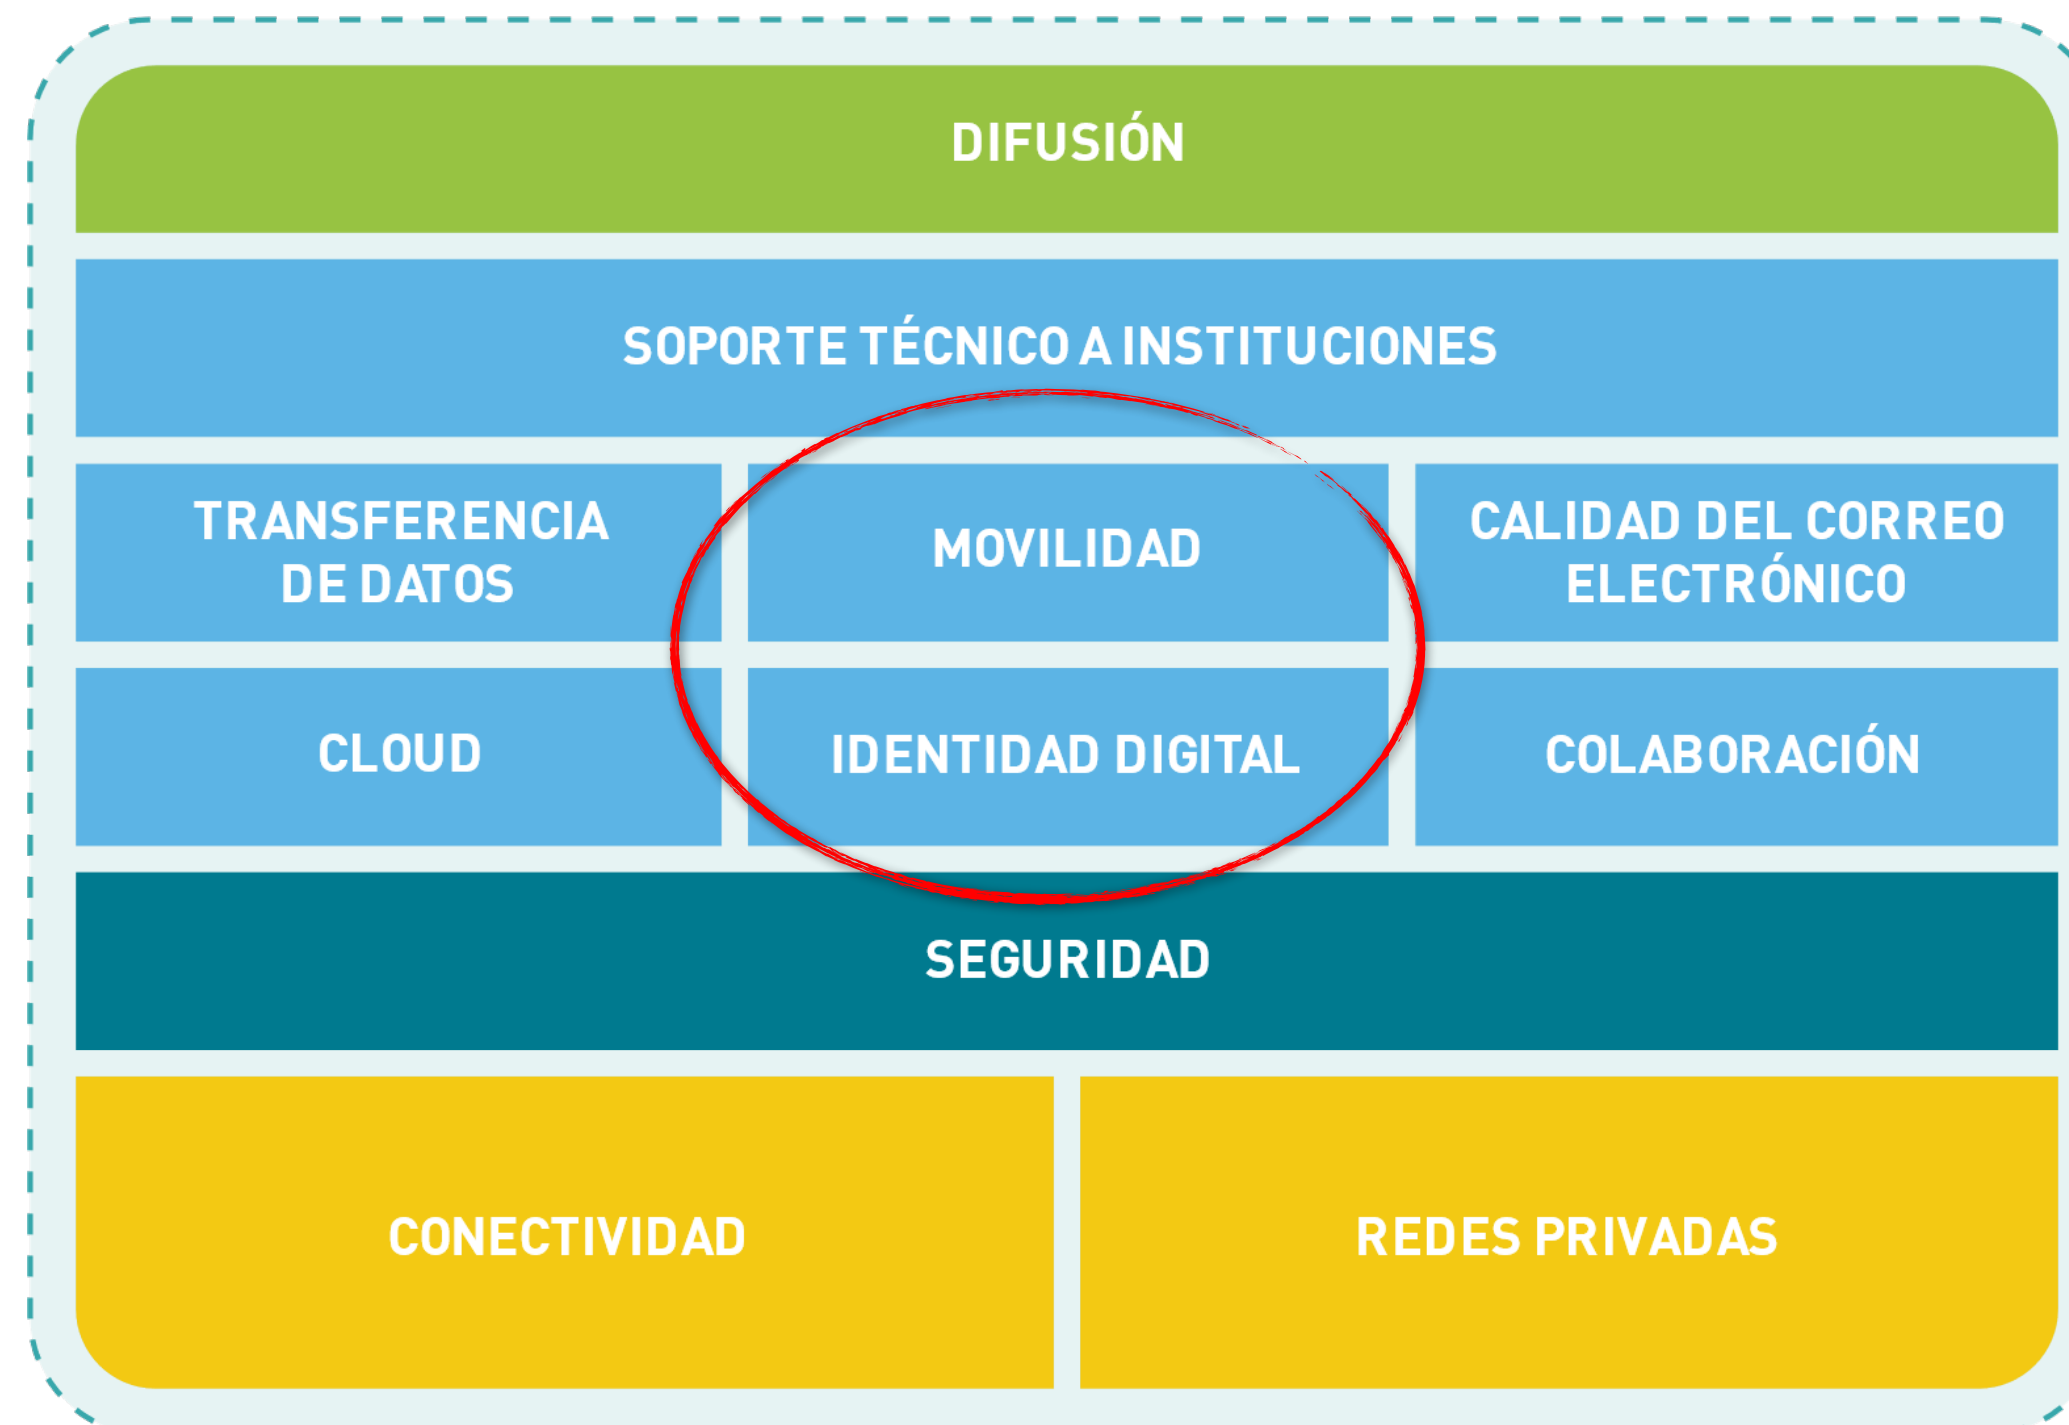 DIFUSIÓN
SOPORTE TÉCNICO A INSTITUCIONES
TRANSFERENCIA
DE DATOS
MOVILIDAD
CALIDAD DEL CORREO
ELECTRÓNICO
CLOUD
IDENTIDAD DIGITAL
COLABORACIÓN
SEGURIDAD
CONECTIVIDAD
REDES PRIVADAS